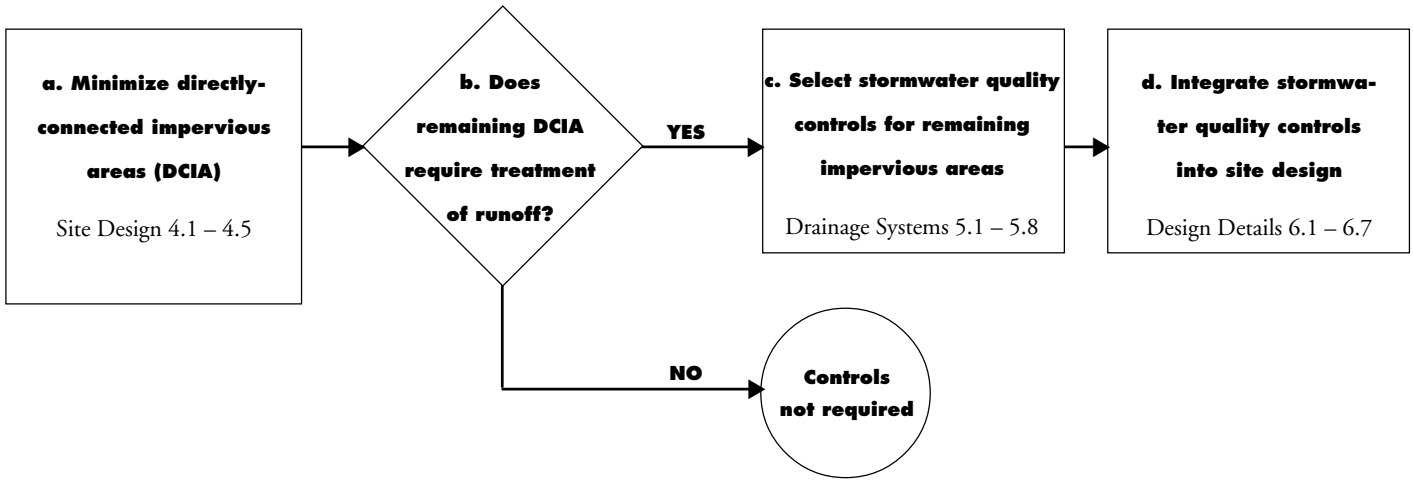 a. Minimize directly-
connected impervious
areas (DCIA)
Site Design 4.1 – 4.5
b. Does
remaining DCIA
require treatment
of runoff?
YES
c. Select stormwater quality
controls for remaining
impervious areas
Drainage Systems 5.1 – 5.8
d. Integrate stormwa-
ter quality controls
into site design
Design Details 6.1 – 6.7
NO
Controls
not required